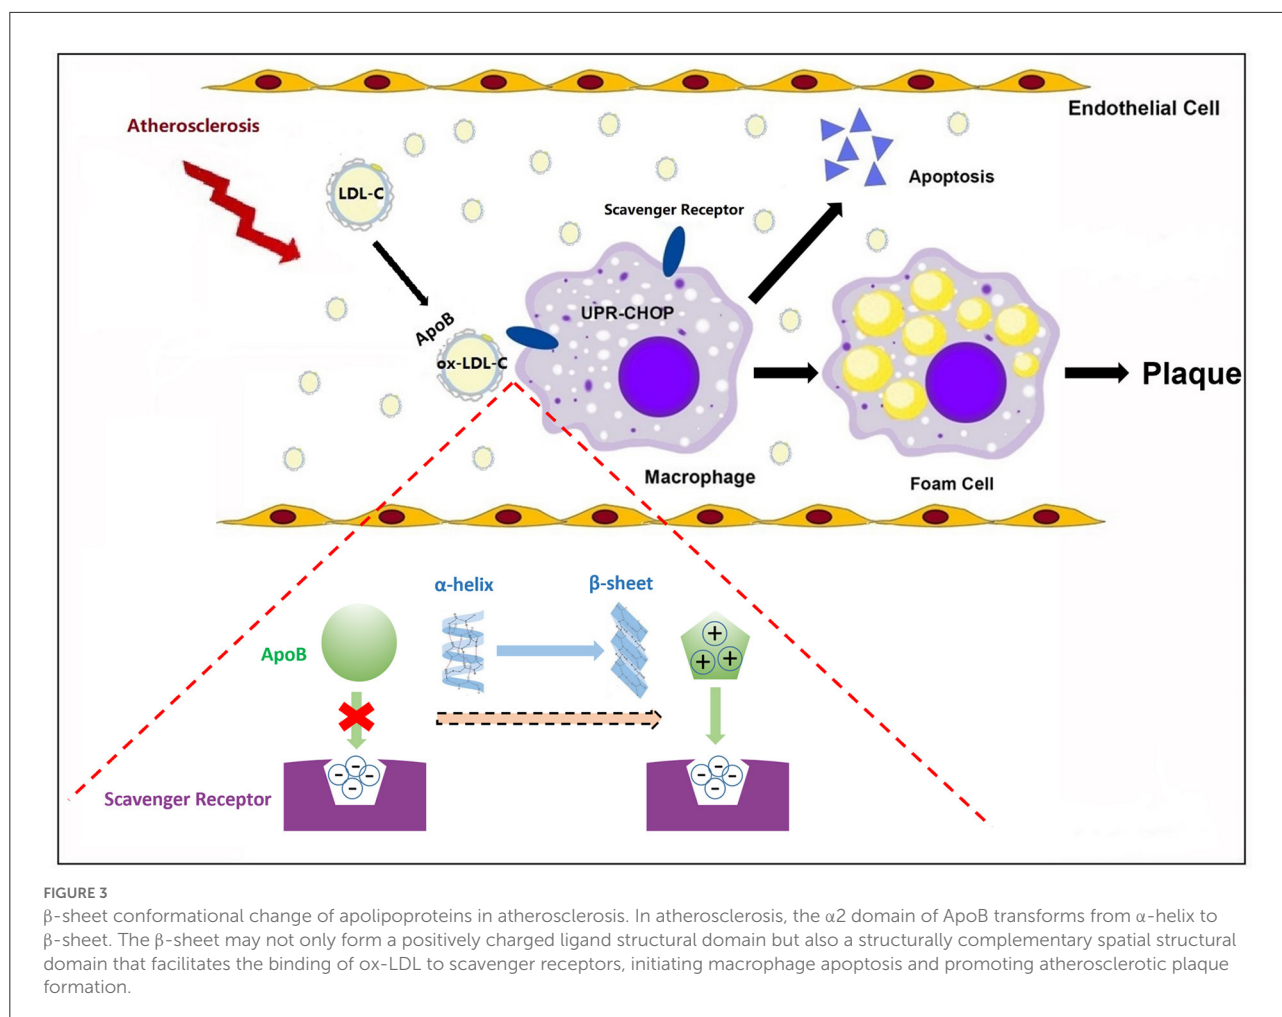 Endothelial Cell
Atherosclerosis
LDL-C
Apoptosis
Scavenger Receptor
ApoB
UPR-CHOP
ox-LDL-C
Plaque
Macrophage
Foam Cell
α-helix
β-sheet
ApoB
+
+ +
Scavenger Receptor
-
- -
-
-
- -
-
FIGURE 3
β-sheet conformational change of apolipoproteins in atherosclerosis. In atherosclerosis, the α2 domain of ApoB transforms from α-helix to
β-sheet. The β-sheet may not only form a positively charged ligand structural domain but also a structurally complementary spatial structural
domain that facilitates the binding of ox-LDL to scavenger receptors, initiating macrophage apoptosis and promoting atherosclerotic plaque
formation.